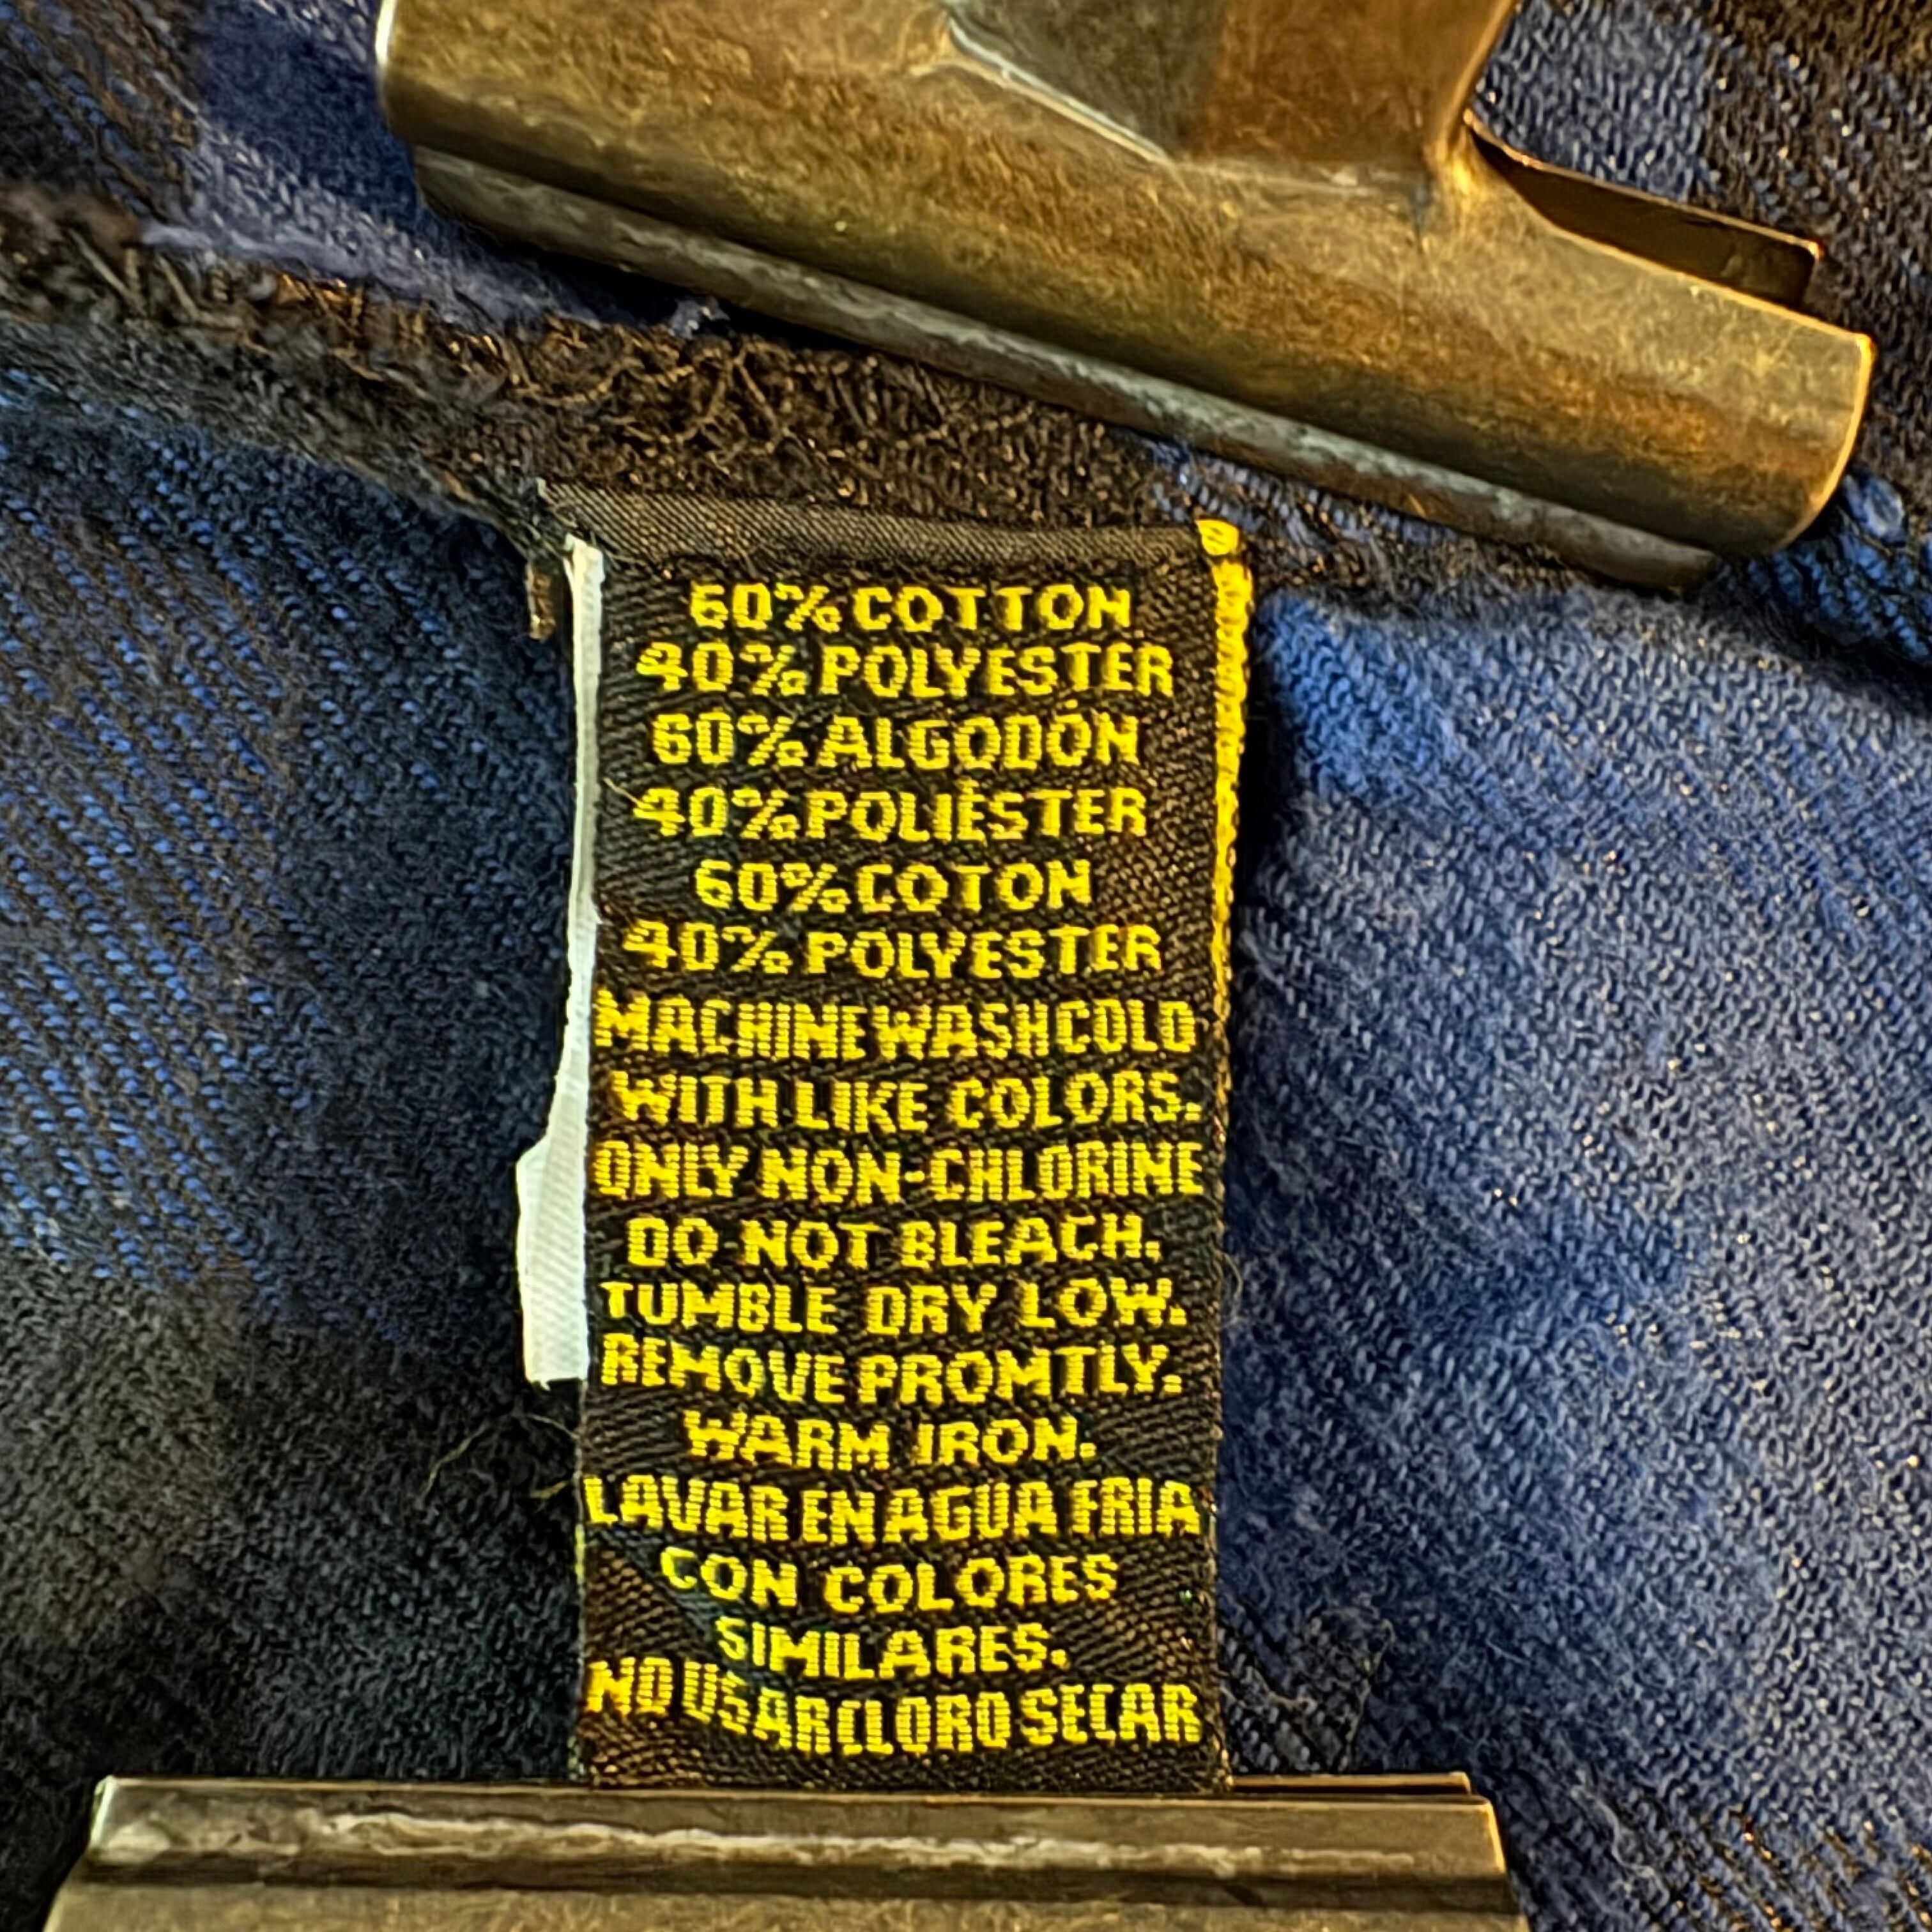 60% COTTON
40% POLYESTER
60% ALGODÓN
40% POLIÉSTER
60% COTON
40% POLYESTER
MACHINE WASH COLD
WITH LIKE COLORS.
ONLY NON-CHLORINE
DO NOT BLEACH.
TUMBLE DRY LOW.
REMOVE PROMTLY.
WARM IRON.
LAVAR EN AGUA FRIA
CON COLORES
SIMILARES.
NO USAR CLORO SECAR